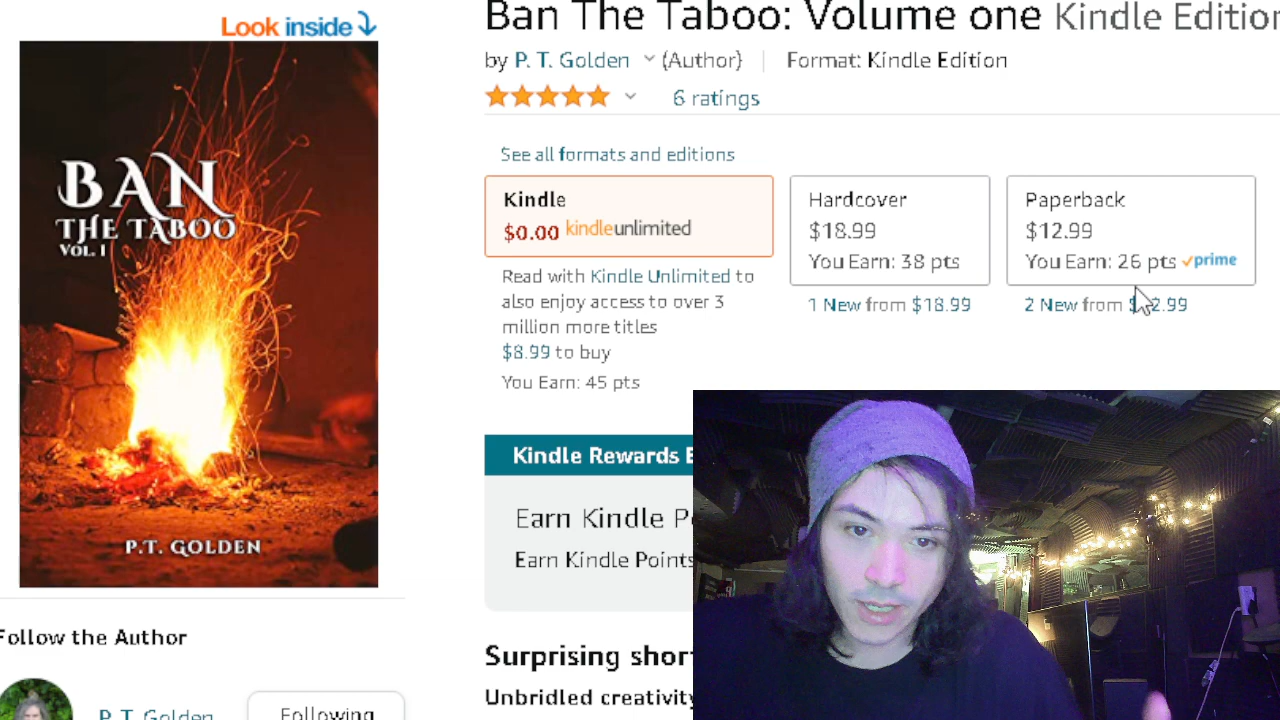 Look inside
BAN
THE TABOO
VOL. I
P.T. GOLDEN
Follow the Author
P. T. Golden
Following
Ban The Taboo: Volume one Kindle Edition
by P. T. Golden (Author) Format: Kindle Edition
6 ratings
See all formats and editions
Kindle
$0.00 kindleunlimited
Read with Kindle Unlimited to
also enjoy access to over 3
million more titles
$8.99 to buy
You Earn: 45 pts
Hardcover
$18.99
You Earn: 38 pts
1 New from $18.99
Paperback
$12.99
You Earn: 26 pts prime
2 New from $12.99
Kindle Rewards
Earn Kindle
Earn Kindle Points
Surprising
Unbridled creativity